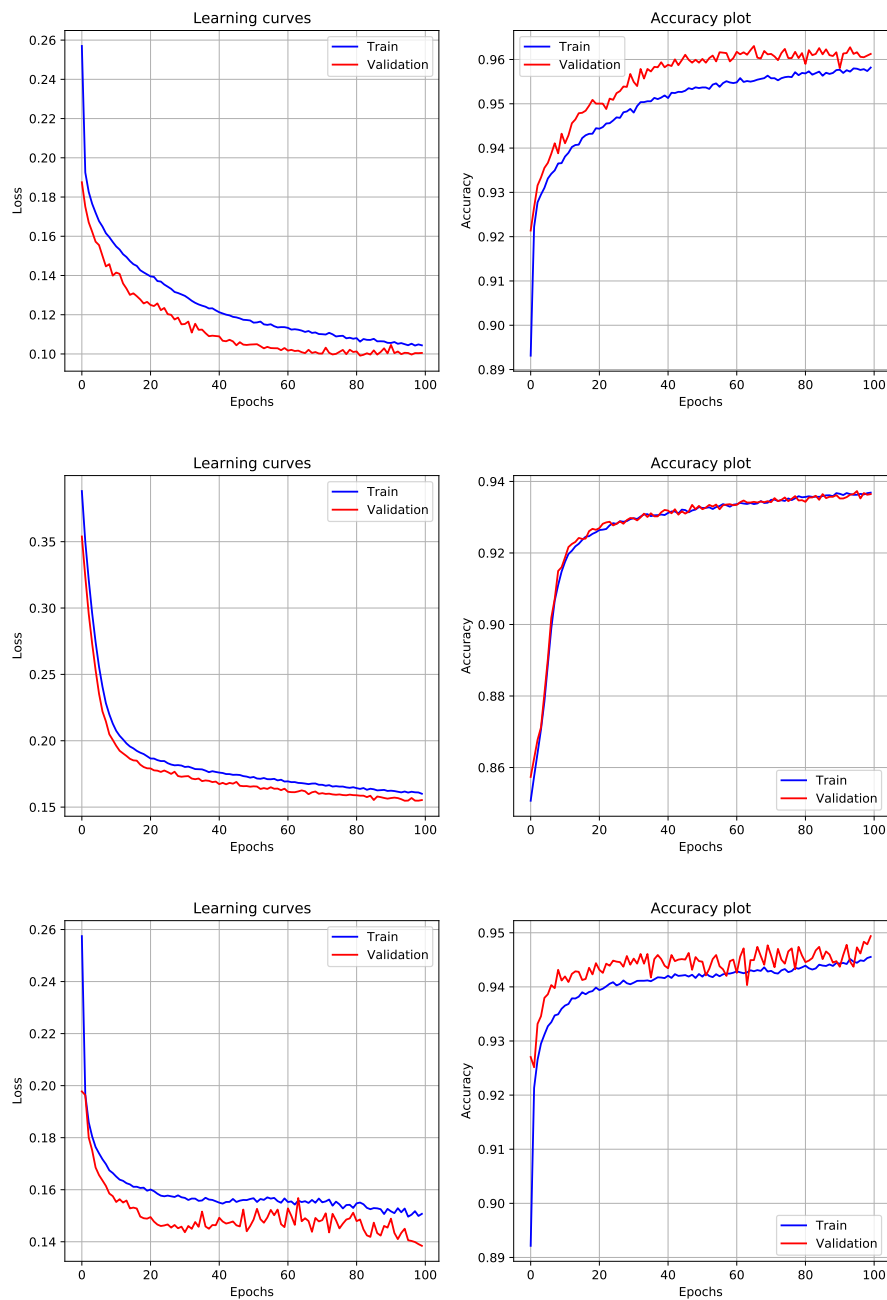 Learning curves
Accuracy plot
0.26
0.24
0.22
0.20
0.18
0.16
0.14
0.12
0.10
Loss
Train
Validation
0 20 40 60 80 100
Epochs
0.96
0.95
0.94
0.93
0.92
0.91
0.90
0.89
Accuracy
Train
Validation
0 20 40 60 80 100
Epochs
Learning curves
Accuracy plot
0.35
0.30
0.25
0.20
0.15
Loss
Train
Validation
0 20 40 60 80 100
Epochs
0.94
0.92
0.90
0.88
0.86
Accuracy
Train
Validation
0 20 40 60 80 100
Epochs
Learning curves
Accuracy plot
0.26
0.24
0.22
0.20
0.18
0.16
0.14
Loss
Train
Validation
0 20 40 60 80 100
Epochs
0.95
0.94
0.93
0.92
0.91
0.90
0.89
Accuracy
Train
Validation
0 20 40 60 80 100
Epochs